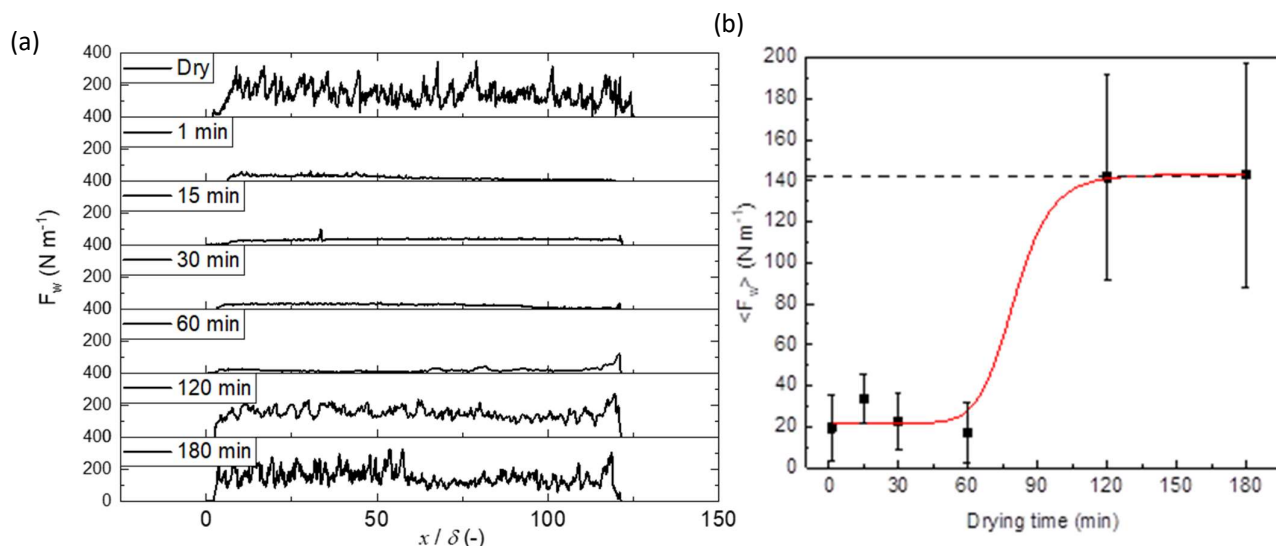 (a)
400
Dry
200
400
1 min
200
400
15 min
200
400
30 min
200
400
60 min
200
400
120 min
200
400
180 min
200
0
0 50 100 150
F_w (N m⁻¹)
x / δ (-)
(b)
200
180
160
140
120
100
80
60
40
20
0
0 30 60 90 120 150 180
<F_w> (N m⁻¹)
Drying time (min)